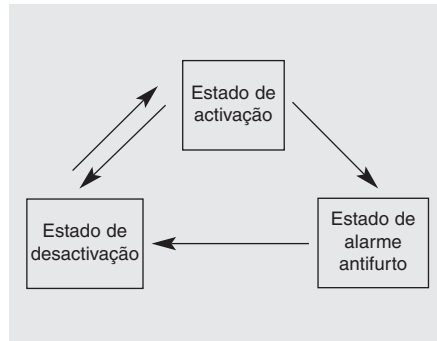 Estado de
activação
Estado de
desactivação
Estado de
alarme
antifurto